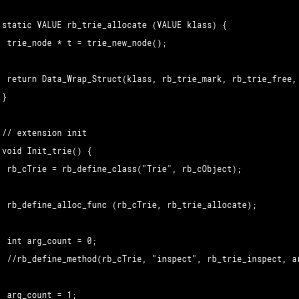 static VALUE rb_trie_allocate (VALUE klass) {
trie_node * t = trie_new_node();
return Data_Wrap_Struct(klass, rb_trie_mark, rb_trie_free,
}
// extension init
void Init_trie() {
rb_cTrie = rb_define_class("Trie", rb_cObject);
rb_define_alloc_func (rb_cTrie, rb_trie_allocate);
int arg_count = 0;
//rb_define_method(rb_cTrie, "inspect", rb_trie_inspect, ar
arg_count = 1;